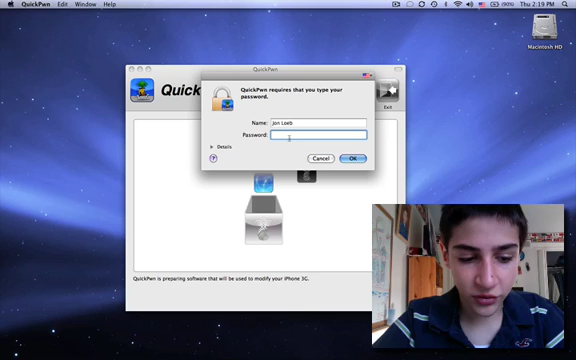 QuickPwn Edit Window Help
(90%) Thu 2:19 PM
Macintosh HD
QuickPwn
Quick
Exit
QuickPwn requires that you type your
password.
Name: Jon Loeb
Password:
Details
?
Cancel OK
QuickPwn is preparing software that will be used to modify your iPhone 3G.